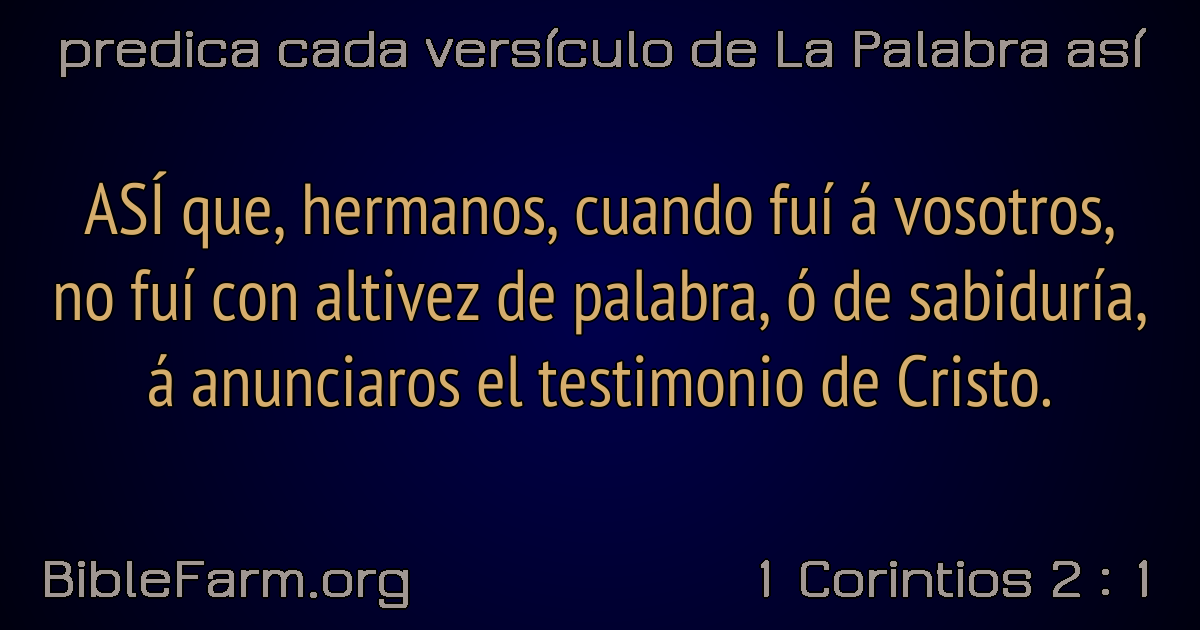 predica cada versículo de La Palabra así
ASÍ que, hermanos, cuando fuí á vosotros,
no fuí con altivez de palabra, ó de sabiduría,
á anunciaros el testimonio de Cristo.
BibleFarm.org
1 Corintios 2 : 1